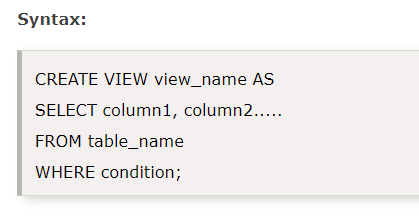 Syntax:
CREATE VIEW view_name AS
SELECT column1, column2.....
FROM table_name
WHERE condition;